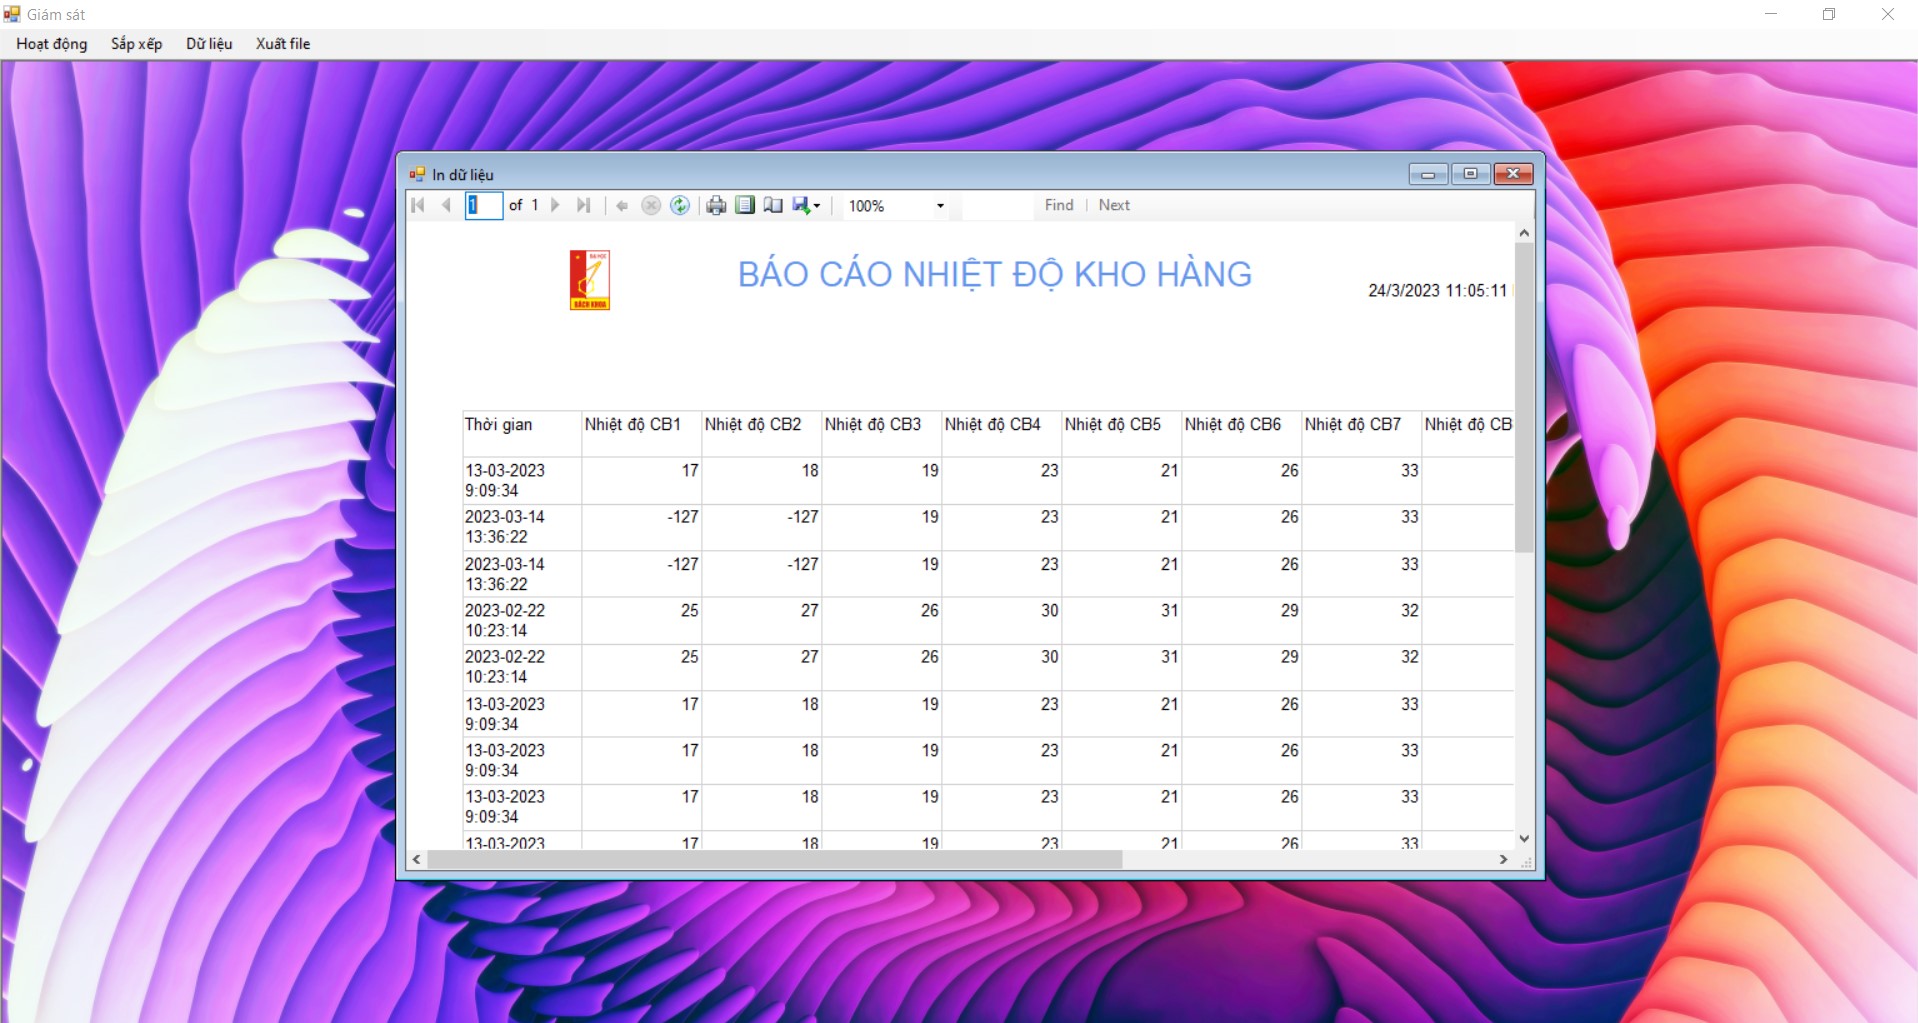 Giám sát
Hoạt động Sắp xếp Dữ liệu Xuất file
In dữ liệu
1 of 1 100% Find | Next
ĐẠI HỌC
BÁCH KHOA
BÁO CÁO NHIỆT ĐỘ KHO HÀNG
24/3/2023 11:05:11
Thời gian Nhiệt độ CB1 Nhiệt độ CB2 Nhiệt độ CB3 Nhiệt độ CB4 Nhiệt độ CB5 Nhiệt độ CB6 Nhiệt độ CB7 Nhiệt độ CB
13-03-2023 17 18 19 23 21 26 33
9:09:34
2023-03-14 -127 -127 19 23 21 26 33
13:36:22
2023-03-14 -127 -127 19 23 21 26 33
13:36:22
2023-02-22 25 27 26 30 31 29 32
10:23:14
2023-02-22 25 27 26 30 31 29 32
10:23:14
13-03-2023 17 18 19 23 21 26 33
9:09:34
13-03-2023 17 18 19 23 21 26 33
9:09:34
13-03-2023 17 18 19 23 21 26 33
9:09:34
13-03-2023 17 18 19 23 21 26 33